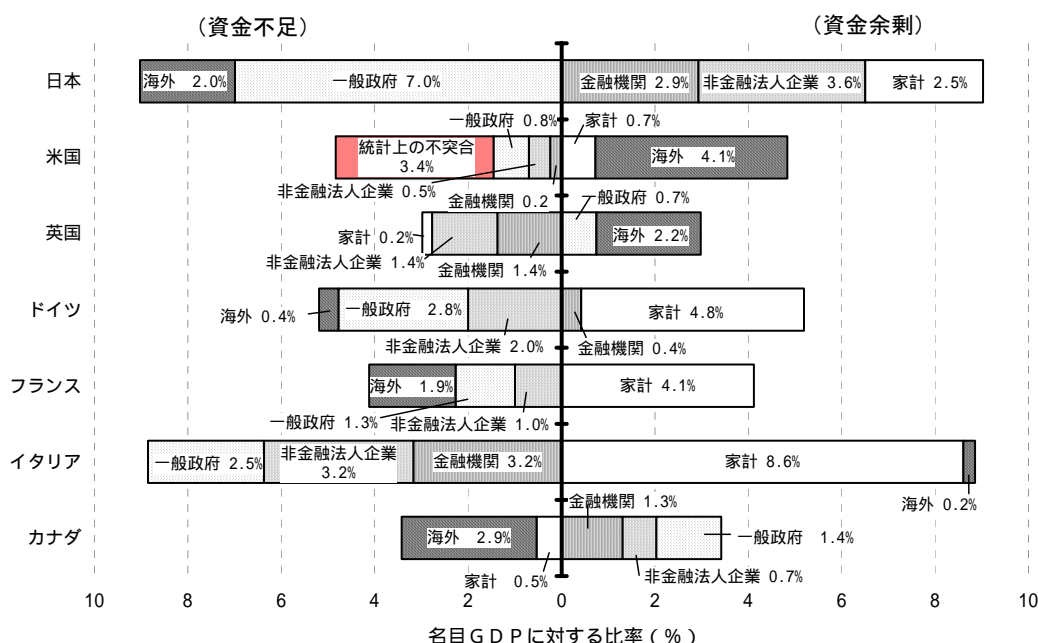 (資金不足)
(資金余剰)
日本
海外 2.0%
一般政府 7.0%
金融機関 2.9%
非金融法人企業 3.6%
家計 2.5%
一般政府 0.8%
家計 0.7%
米国
統計上の不突合
3.4%
海外 4.1%
非金融法人企業 0.5%
金融機関 0.2
一般政府 0.7%
英国
家計 0.2%
海外 2.2%
非金融法人企業 1.4%
金融機関 1.4%
ドイツ
海外 0.4%
一般政府 2.8%
家計 4.8%
非金融法人企業 2.0%
金融機関 0.4%
フランス
海外 1.9%
家計 4.1%
一般政府 1.3%
非金融法人企業 1.0%
イタリア
一般政府 2.5%
非金融法人企業
3.2%
金融機関 3.2%
家計 8.6%
海外 0.2%
金融機関 1.3%
カナダ
海外 2.9%
一般政府 1.4%
家計 0.5%
非金融法人企業 0.7%
10 8 6 4 2 0 2 4 6 8 10
名目GDPに対する比率(%)